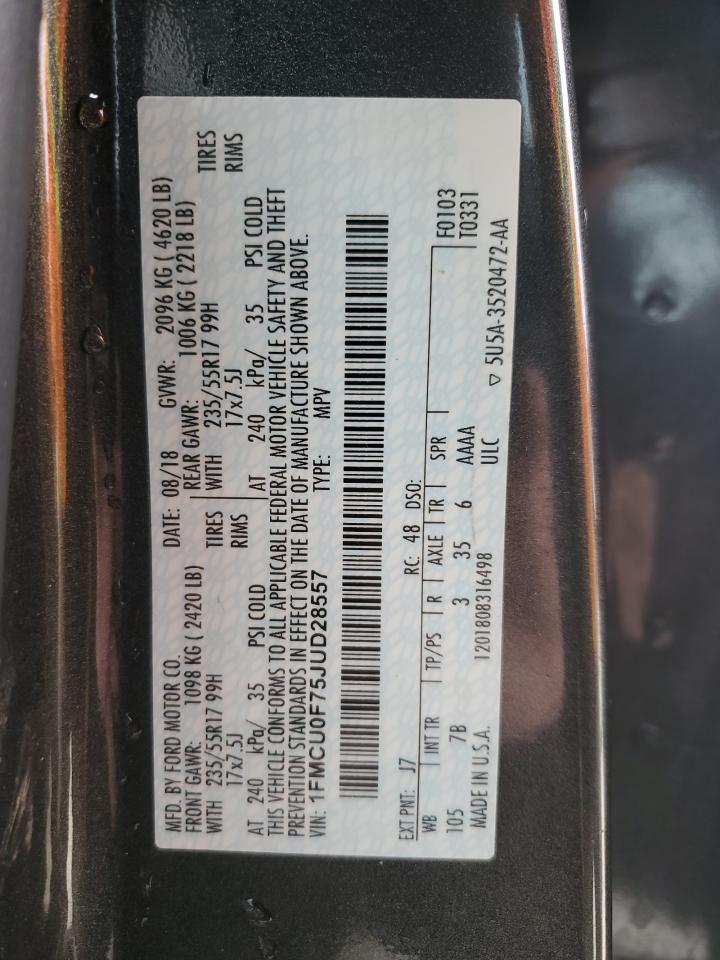 MFD. BY FORD MOTOR CO.
DATE: 08/18 GVWR: 2096 KG ( 4620 LB)
FRONT GAWR: 1098 KG ( 2420 LB) REAR GAWR: 1006 KG ( 2218 LB)
WITH 235/55R17 99H TIRES WITH 235/55R17 99H TIRES
17x7.5J RIMS 17x7.5J RIMS
AT 240 kPa/ 35 PSI COLD AT 240 kPa/ 35 PSI COLD
THIS VEHICLE CONFORMS TO ALL APPLICABLE FEDERAL MOTOR VEHICLE SAFETY AND THEFT
PREVENTION STANDARDS IN EFFECT ON THE DATE OF MANUFACTURE SHOWN ABOVE.
VIN: 1FMCU0F75JUD28557 TYPE: MPV
EXT PNT: J7 RC: 48 DSO: F0103
WB INT TR TP/PS R AXLE TR SPR T0331
105 7B 3 35 6 AAAA
MADE IN U.S.A. 1201808316498 ULC ▽ 5U5A-3520472-AA